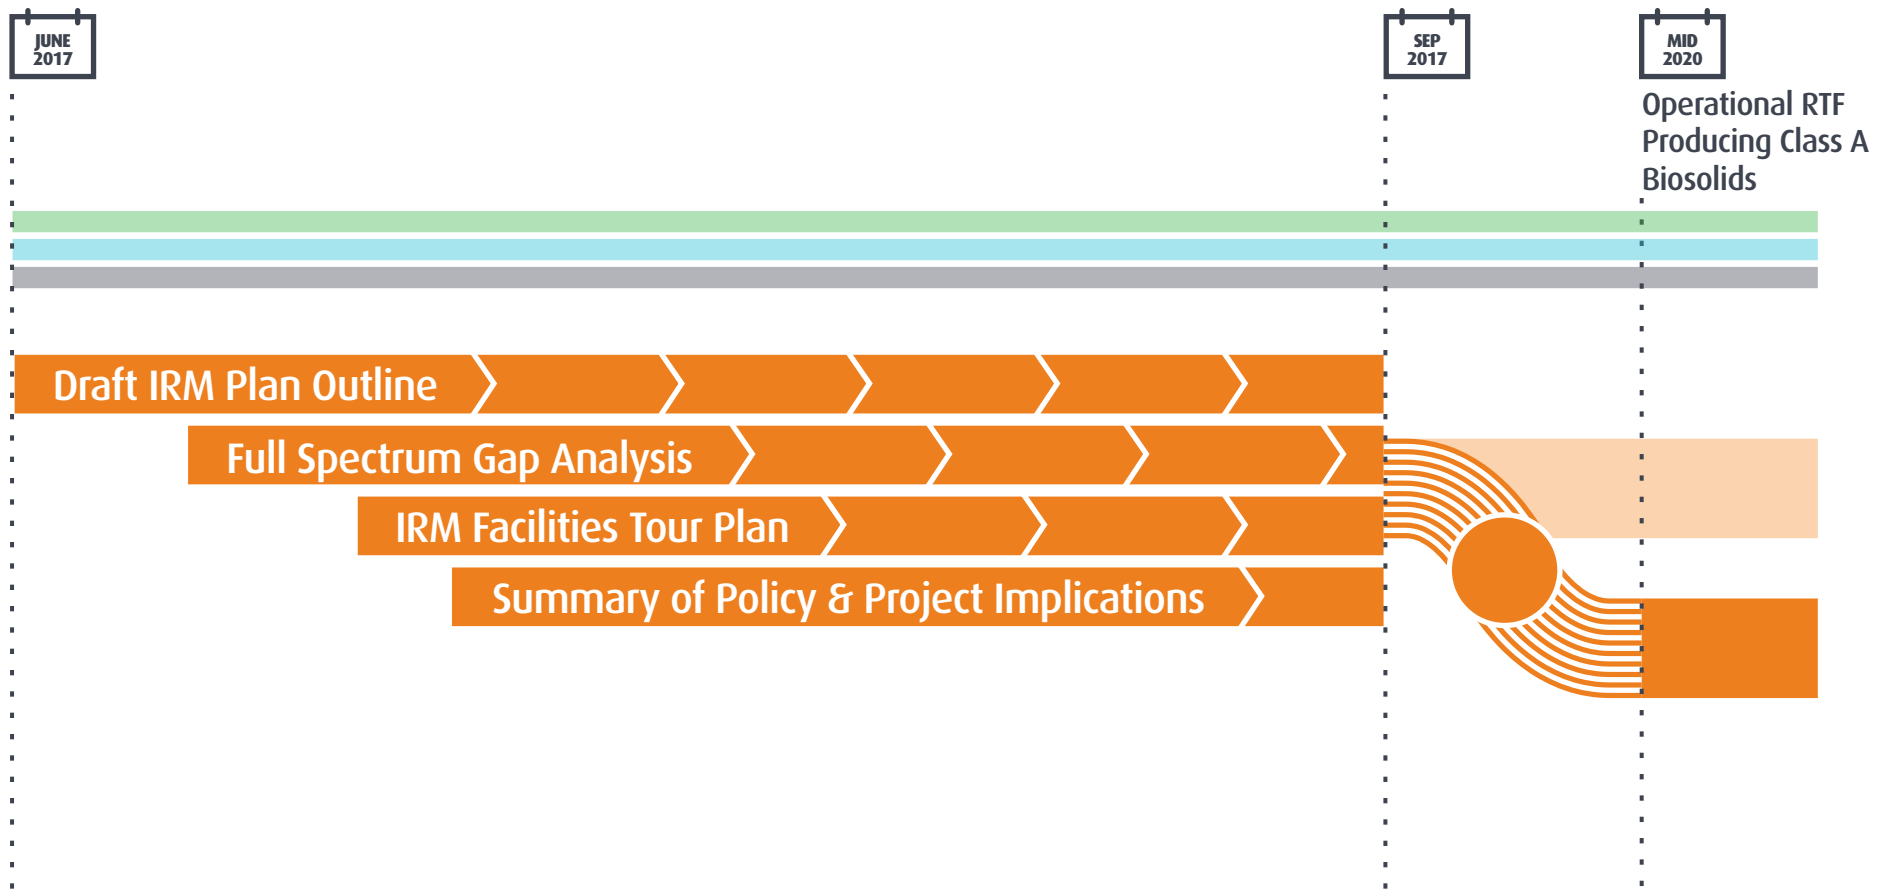 JUNE
2017
SEP
2017
MID
2020
Operational RTF
Producing Class A
Biosolids
Draft IRM Plan Outline
Full Spectrum Gap Analysis
IRM Facilities Tour Plan
Summary of Policy & Project Implications